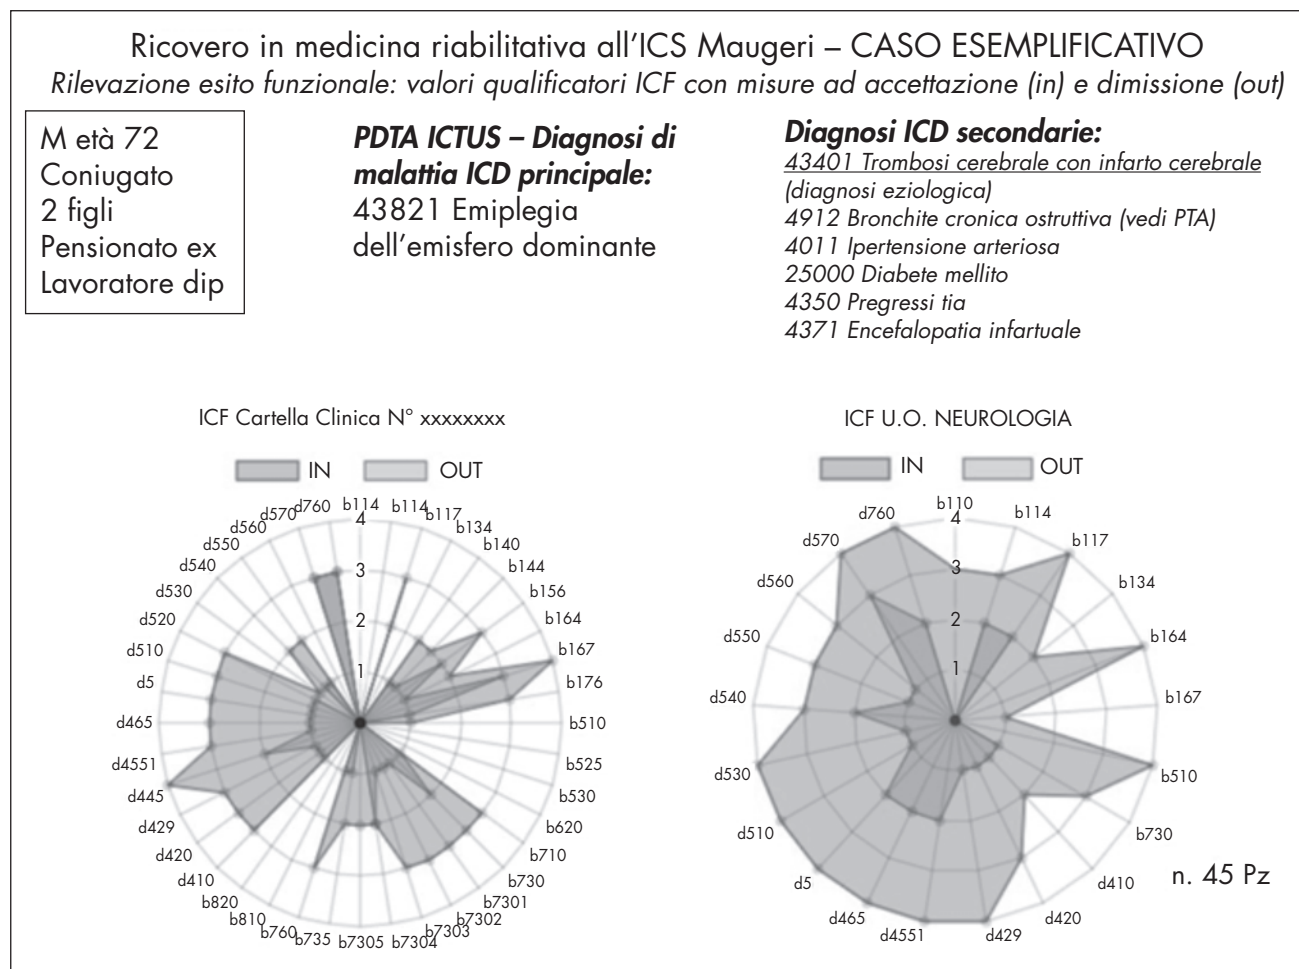 Ricovero in medicina riabilitativa all'ICS Maugeri – CASO ESEMPLIFICATIVO
Rilevazione esito funzionale: valori qualificatori ICF con misure ad accettazione (in) e dimissione (out)
M età 72
Coniugato
2 figli
Pensionato ex
Lavoratore dip
PDTA ICTUS – Diagnosi di
malattia ICD principale:
43821 Emiplegia
dell'emisfero dominante
Diagnosi ICD secondarie:
43401 Trombosi cerebrale con infarto cerebrale
(diagnosi eziologica)
4912 Bronchite cronica ostruttiva (vedi PTA)
4011 Ipertensione arteriosa
25000 Diabete mellito
4350 Pregressi tia
4371 Encefalopatia infartuale
ICF Cartella Clinica N° xxxxxxxx
IN
OUT
b114
b114
b117
b134
b140
b144
b156
b164
b167
b176
b510
b525
b530
b620
b710
b730
b7301
b7302
b7303
b7304
b7305
b735
b760
b810
b820
d410
d420
d429
d445
d4551
d465
d5
d510
d520
d530
d540
d550
d560
d570
d760
4
3
2
1
ICF U.O. NEUROLOGIA
IN
OUT
b110
b114
b117
b134
b164
b167
b510
b730
d410
d420
d429
d4551
d465
d5
d510
d530
d540
d550
d560
d570
d760
4
3
2
1
n. 45 Pz